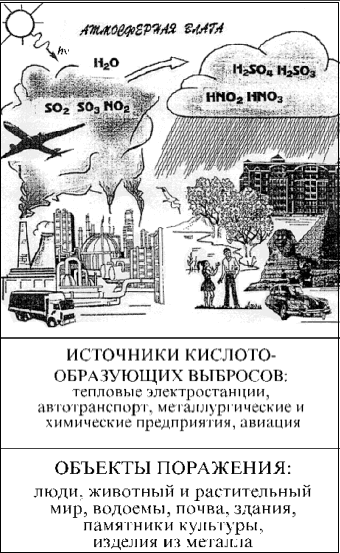 АТМОСФЕРНАЯ ВЛАГА
hν
H₂O
H₂SO₄ H₂SO₃
SO₂ SO₃ NO₂
HNO₂ HNO₃
ИСТОЧНИКИ КИСЛОТО-
ОБРАЗУЮЩИХ ВЫБРОСОВ:
тепловые электростанции,
автотранспорт, металлургические и
химические предприятия, авиация
ОБЪЕКТЫ ПОРАЖЕНИЯ:
люди, животный и растительный
мир, водоемы, почва, здания,
памятники культуры,
изделия из металла